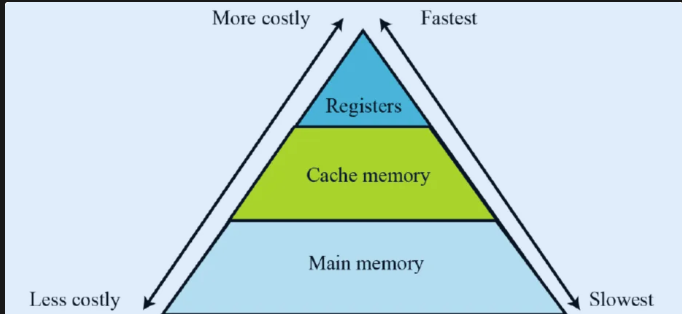 More costly
Fastest
Registers
Cache memory
Main memory
Less costly
Slowest